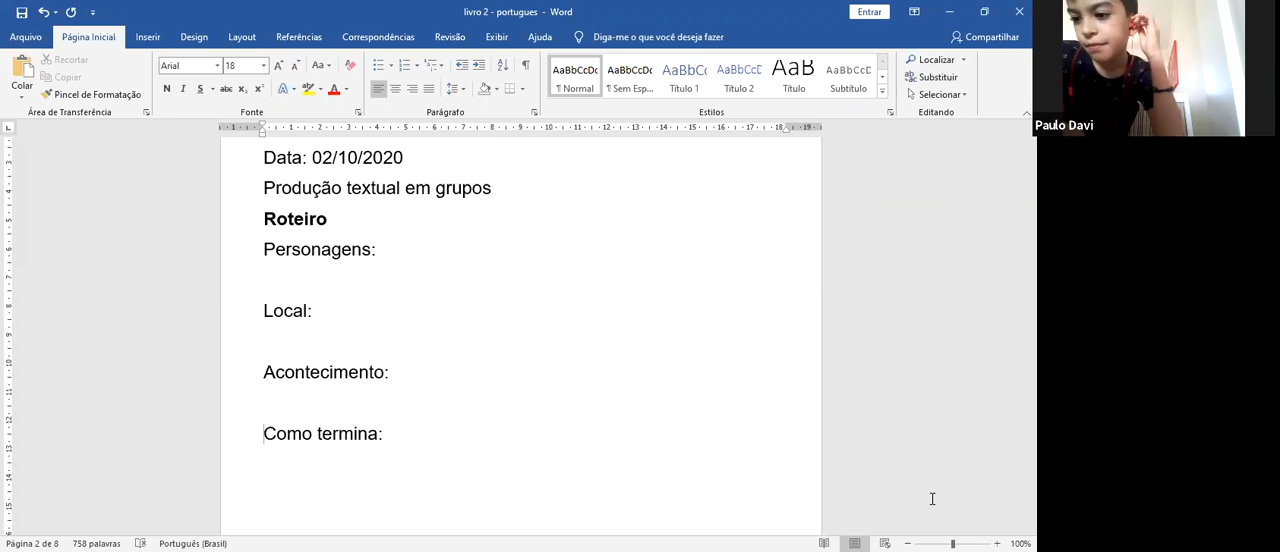 livro 2 - portugues - Word
Entrar
Arquivo Página Inicial Inserir Design Layout Referências Correspondências Revisão Exibir Ajuda Diga-me o que você deseja fazer Compartilhar
Colar
Recortar
Copiar
Pincel de Formatação
Área de Transferência
Arial 18
Fonte
Parágrafo
AaBbCcDc AaBbCcDc AaBbCc AaBbCcE AaB AaBbCcD
¶ Normal ¶ Sem Esp... Título 1 Título 2 Título Subtítulo
Estilos
Localizar
Substituir
Selecionar
Editando
Paulo Davi
Data: 02/10/2020
Produção textual em grupos
Roteiro
Personagens:
Local:
Acontecimento:
Como termina:
Página 2 de 8 758 palavras Português (Brasil) 100%